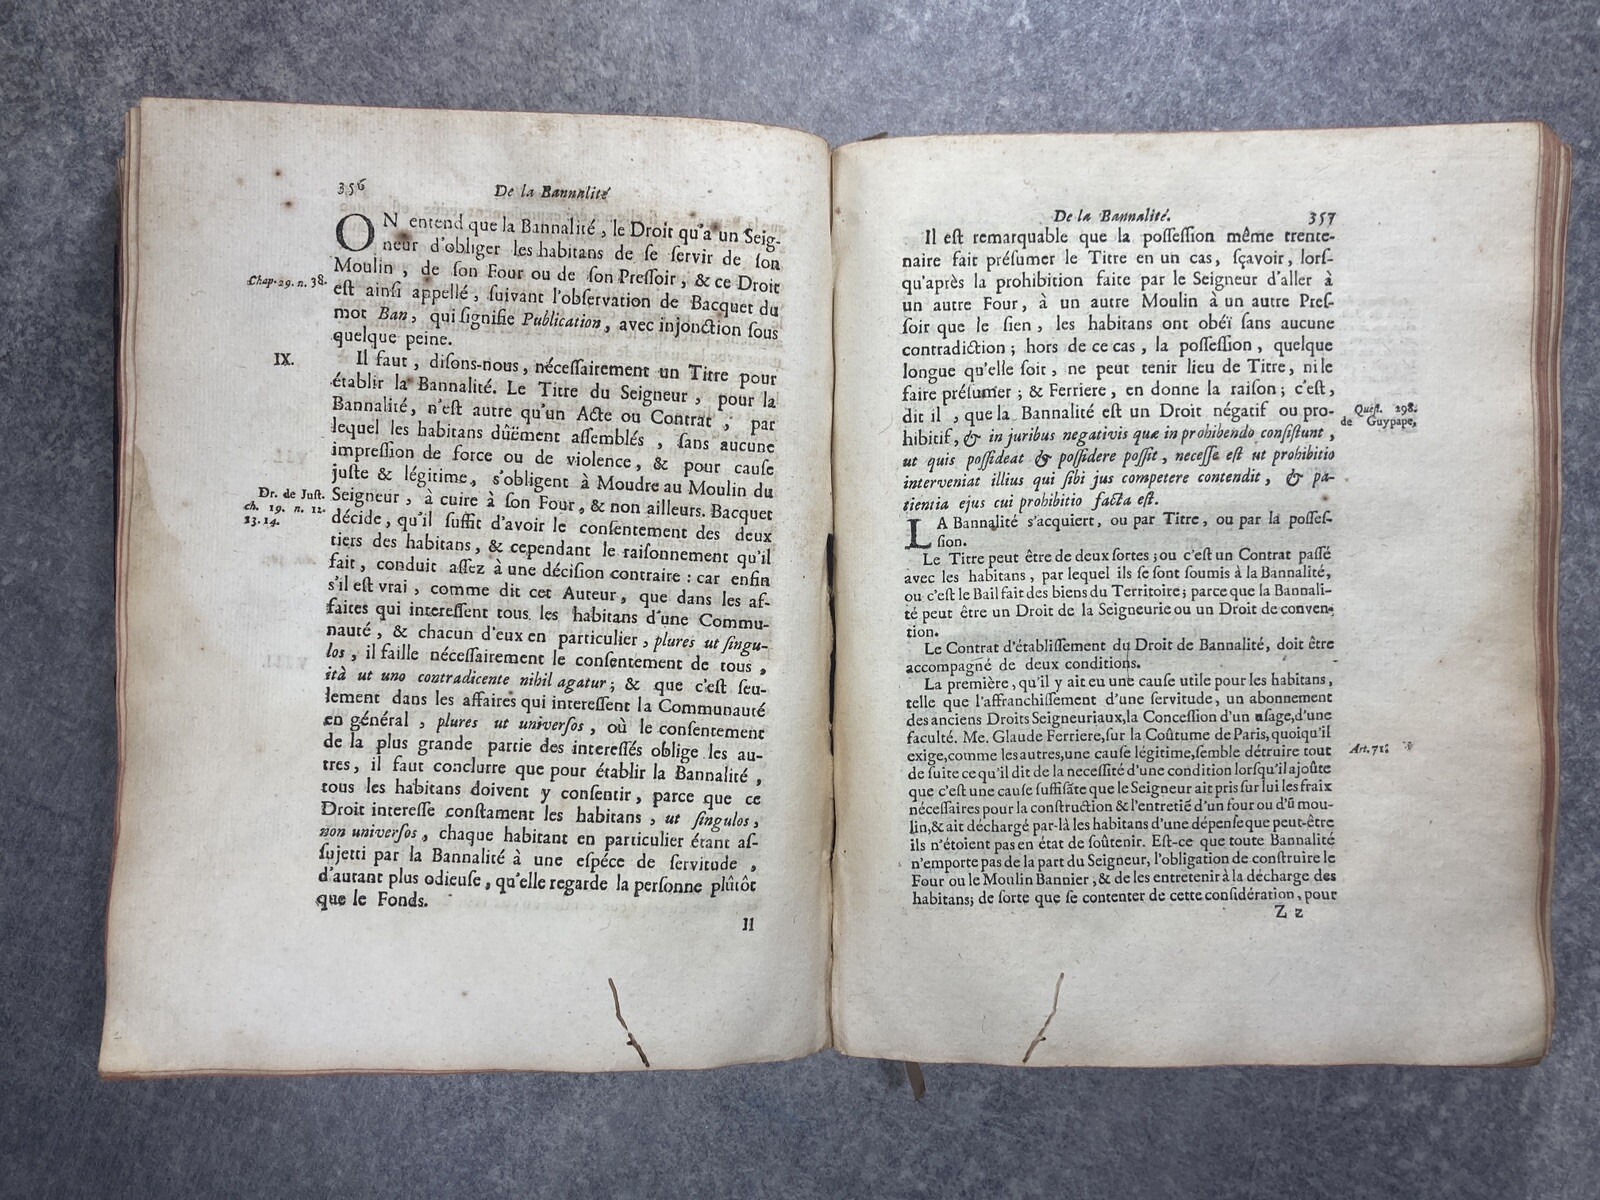 356 De la Bannalité
ON entend que la Bannalité, le Droit qu'a un Seig-
neur d'obliger les habitans de se servir de son
Moulin, de son Four ou de son Pressoir, & ce Droit
Chap. 29. n. 38.
est ainsi appellé, suivant l'observation de Bacquet du
mot Ban, qui signifie Publication, avec injonction sous
quelque peine.
IX.
Il faut, disons-nous, nécessairement un Titre pour
établir la Bannalité. Le Titre du Seigneur, pour la
Bannalité, n'est autre qu'un Acte ou Contrat, par
lequel les habitans dûëment assemblés, sans aucune
impression de force ou de violence, & pour cause
juste & légitime, s'obligent à Moudre au Moulin du
Seigneur, à cuire à son Four, & non ailleurs. Bacquet
Dr. de Just.
ch. 19. n. 12.
13. 14.
décide, qu'il suffit d'avoir le consentement des deux
tiers des habitans, & cependant le raisonnement qu'il
fait, conduit assez à une décision contraire : car enfin
s'il est vrai, comme dit cet Auteur, que dans les af-
faites qui interessent tous les habitans d'une Commu-
nauté, & chacun d'eux en particulier, plures ut singu-
los, il faille nécessairement le consentement de tous,
ità ut uno contradicente nihil agatur; & que c'est seu-
lement dans les affaires qui interessent la Communauté
en général, plures ut universos, où le consentement
de la plus grande partie des interessés oblige les au-
tres, il faut conclurre que pour établir la Bannalité,
tous les habitans doivent y consentir, parce que ce
Droit interesse constament les habitans, ut singulos,
non universos, chaque habitant en particulier étant as-
sujetti par la Bannalité à une espéce de servitude,
d'autant plus odieuse, qu'elle regarde la personne plûtôt
que le Fonds.
Il
De la Bannalité. 357
Il est remarquable que la possession même trente-
naire fait présumer le Titre en un cas, sçavoir, lors-
qu'après la prohibition faite par le Seigneur d'aller à
un autre Four, à un autre Moulin à un autre Pres-
soir que le sien, les habitans ont obéï sans aucune
contradiction; hors de ce cas, la possession, quelque
longue qu'elle soit, ne peut tenir lieu de Titre, ni le
faire présumer; & Ferriere, en donne la raison; c'est,
dit il, que la Bannalité est un Droit négatif ou pro-
Quest. 298.
de Guypape,
hibitif, & in juribus negativis quæ in prohibendo consistunt,
ut quis possideat & possidere possit, necesse est ut prohibitio
interveniat illius qui sibi jus competere contendit, & pa-
tientia ejus cui prohibitio facta est.
LA Bannalité s'acquiert, ou par Titre, ou par la posses-
sion.
Le Titre peut être de deux sortes; ou c'est un Contrat passé
avec les habitans, par lequel ils se sont soumis à la Bannalité,
ou c'est le Bail fait des biens du Territoire; parce que la Bannali-
té peut être un Droit de la Seigneurie ou un Droit de conven-
tion.
Le Contrat d'établissement du Droit de Bannalité, doit être
accompagné de deux conditions.
La première, qu'il y ait eu une cause utile pour les habitans,
telle que l'affranchissement d'une servitude, un abonnement
des anciens Droits Seigneuriaux, la Concession d'un usage, d'une
faculté. Me. Glaude Ferriere, sur la Coûtume de Paris, quoiqu'il
Art. 71.
exige, comme les autres, une cause légitime, semble détruire tout
de suite ce qu'il dit de la necessité d'une condition lorsqu'il ajoûte
que c'est une cause suffisāte que le Seigneur ait pris sur lui les fraix
nécessaires pour la construction & l'entretiē d'un four ou d'ū mou-
lin, & ait déchargé par-là les habitans d'une dépense que peut-être
ils n'étoient pas en état de soûtenir. Est-ce que toute Bannalité
n'emporte pas de la part du Seigneur, l'obligation de construire le
Four ou le Moulin Bannier, & de les entretenir à la décharge des
habitans; de sorte que se contenter de cette considération, pour
Z z